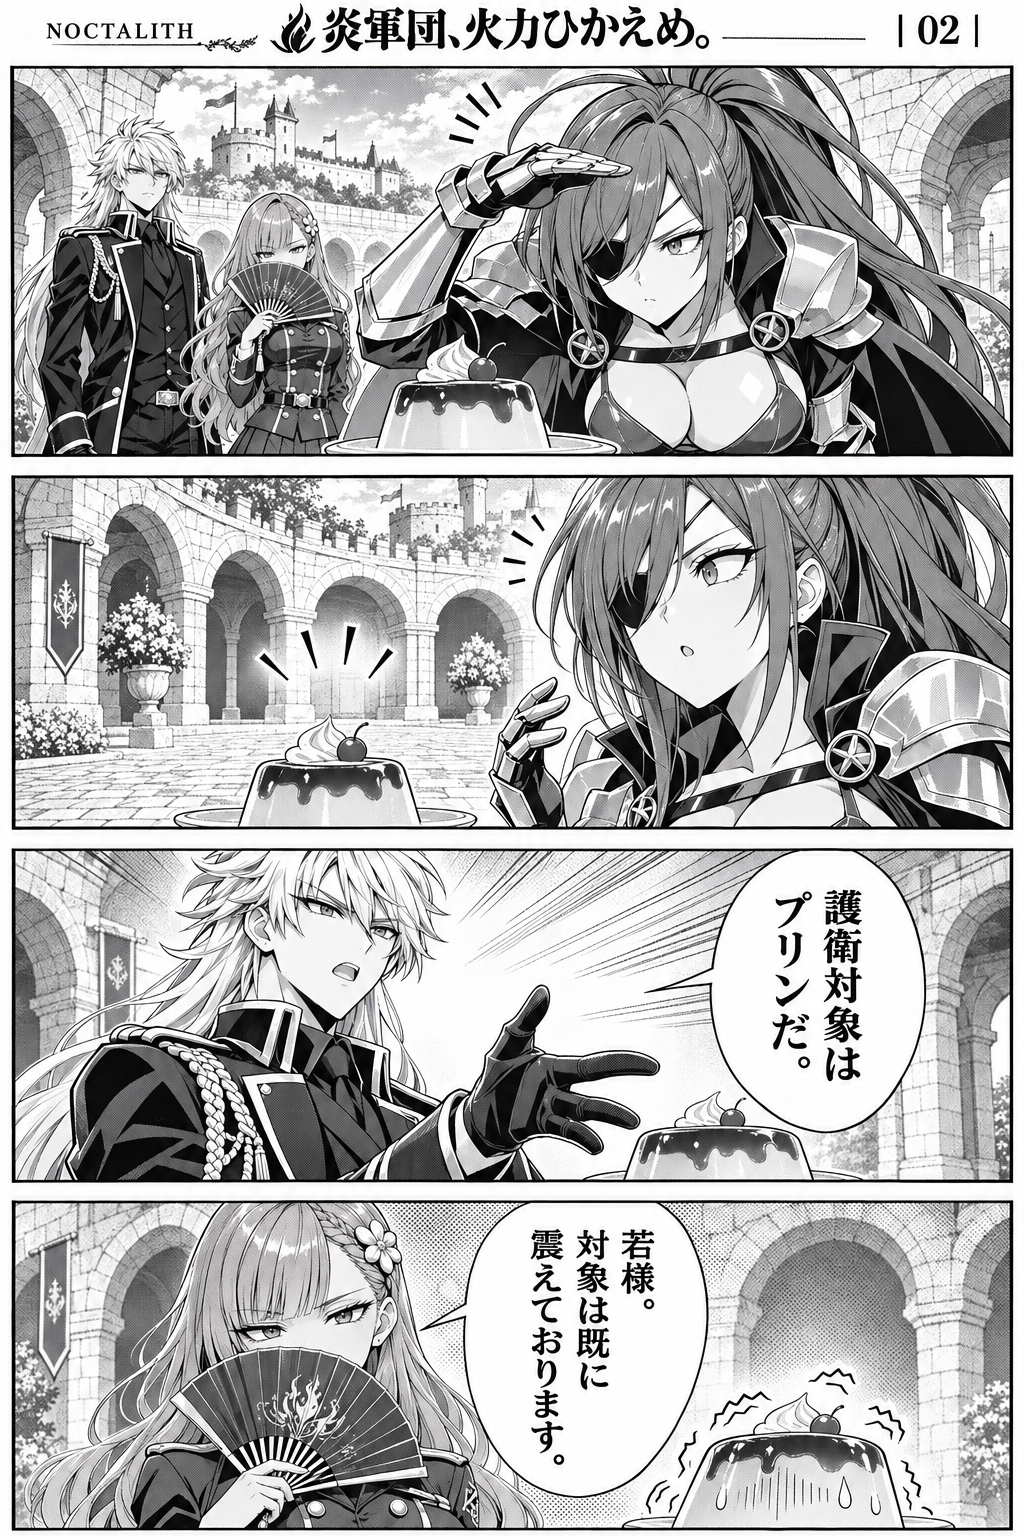 NOCTALITH
炎軍団、火力ひかえめ。
| 02 |
護衛対象は
プリンだ。
若様。
対象は既に
震えております。